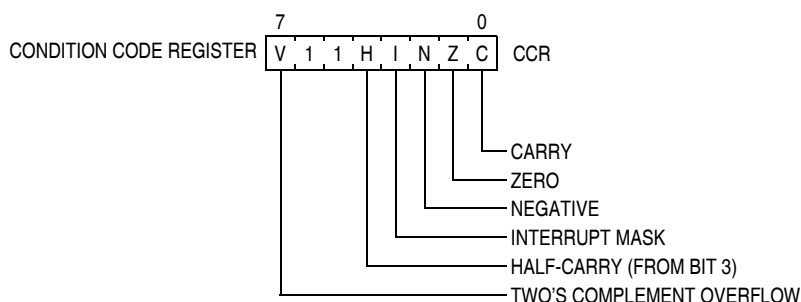 7 0
CONDITION CODE REGISTER V 1 1 H I N Z C CCR
CARRY
ZERO
NEGATIVE
INTERRUPT MASK
HALF-CARRY (FROM BIT 3)
TWO'S COMPLEMENT OVERFLOW